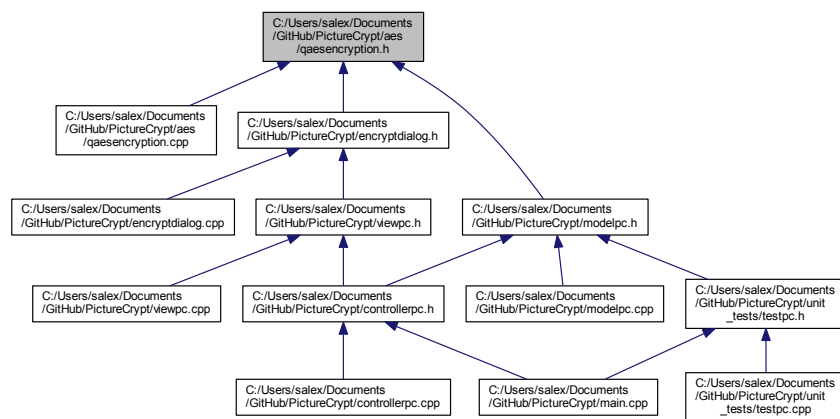 C:/Users/salex/Documents
/GitHub/PictureCrypt/aes
/qaesencryption.h
C:/Users/salex/Documents
/GitHub/PictureCrypt/aes
/qaesencryption.cpp
C:/Users/salex/Documents
/GitHub/PictureCrypt/encryptdialog.h
C:/Users/salex/Documents
/GitHub/PictureCrypt/encryptdialog.cpp
C:/Users/salex/Documents
/GitHub/PictureCrypt/viewpc.h
C:/Users/salex/Documents
/GitHub/PictureCrypt/modelpc.h
C:/Users/salex/Documents
/GitHub/PictureCrypt/viewpc.cpp
C:/Users/salex/Documents
/GitHub/PictureCrypt/controllerpc.h
C:/Users/salex/Documents
/GitHub/PictureCrypt/modelpc.cpp
C:/Users/salex/Documents
/GitHub/PictureCrypt/unit
_tests/testpc.h
C:/Users/salex/Documents
/GitHub/PictureCrypt/controllerpc.cpp
C:/Users/salex/Documents
/GitHub/PictureCrypt/main.cpp
C:/Users/salex/Documents
/GitHub/PictureCrypt/unit
_tests/testpc.cpp